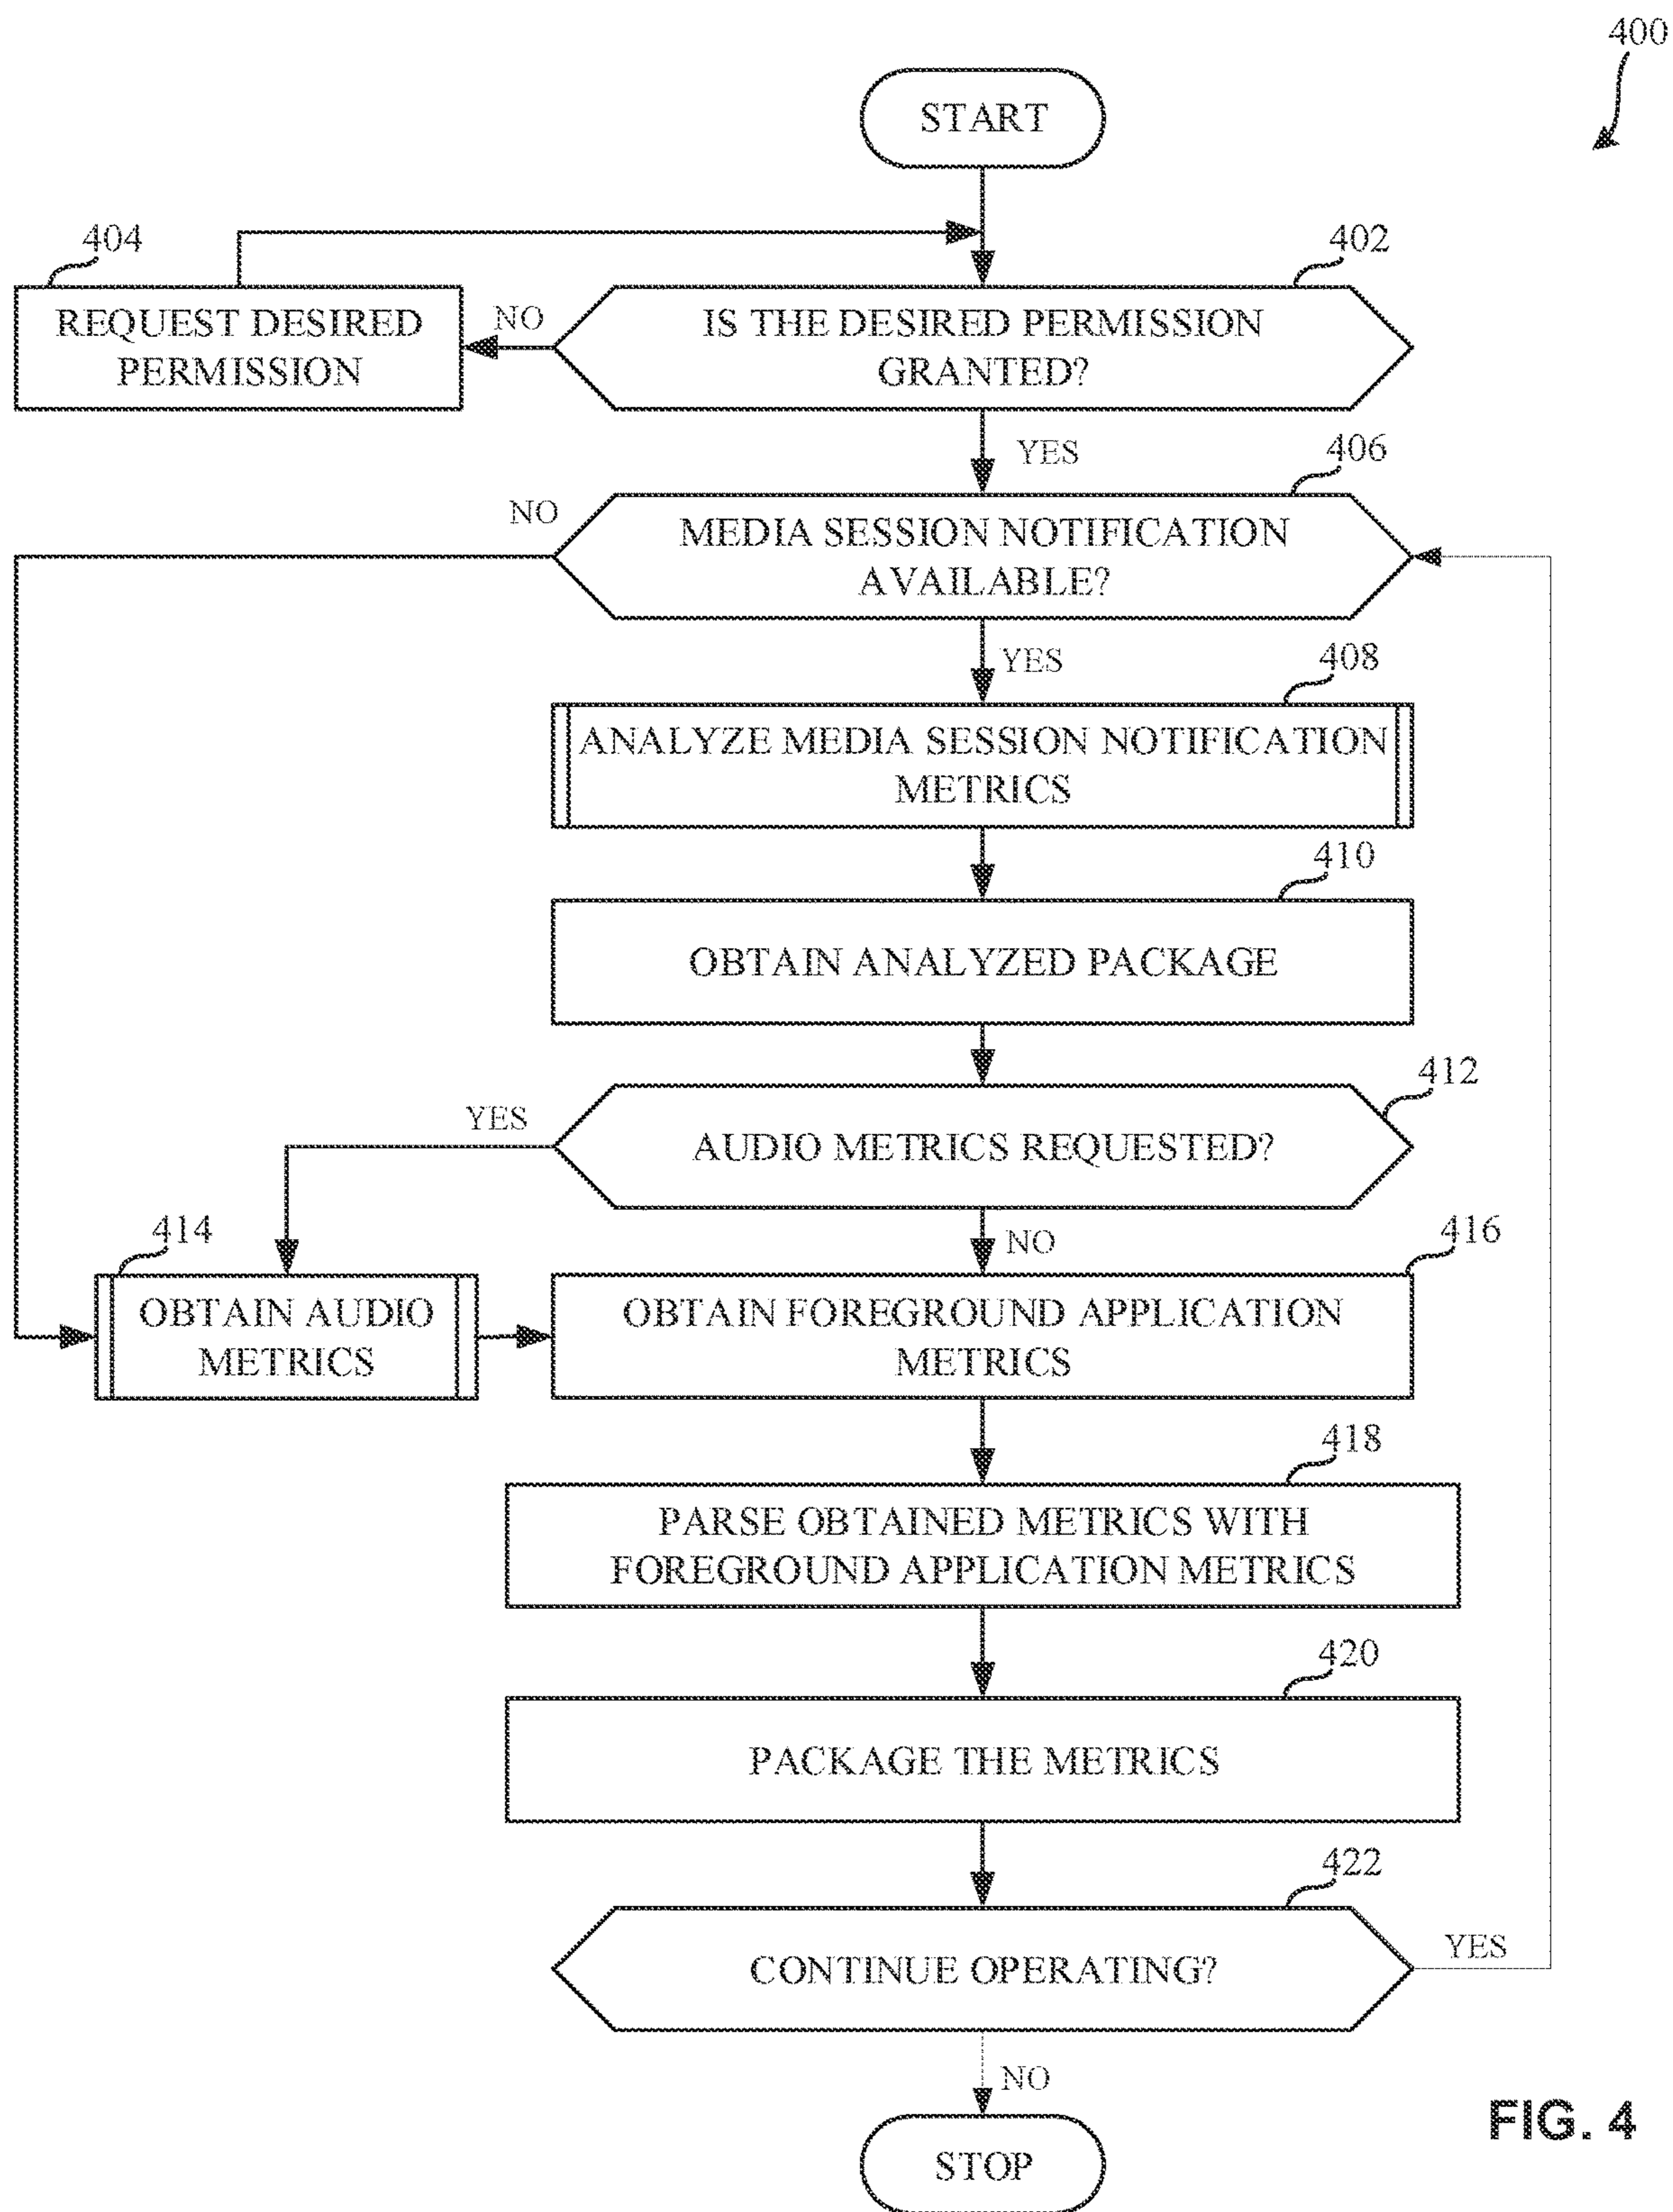 400
START
404
402
REQUEST DESIRED
PERMISSION
NO
IS THE DESIRED PERMISSION
GRANTED?
YES
406
NO
MEDIA SESSION NOTIFICATION
AVAILABLE?
YES
408
ANALYZE MEDIA SESSION NOTIFICATION
METRICS
410
OBTAIN ANALYZED PACKAGE
412
YES
AUDIO METRICS REQUESTED?
414
NO
416
OBTAIN AUDIO
METRICS
OBTAIN FOREGROUND APPLICATION
METRICS
418
PARSE OBTAINED METRICS WITH
FOREGROUND APPLICATION METRICS
420
PACKAGE THE METRICS
422
CONTINUE OPERATING?
YES
NO
STOP
FIG. 4